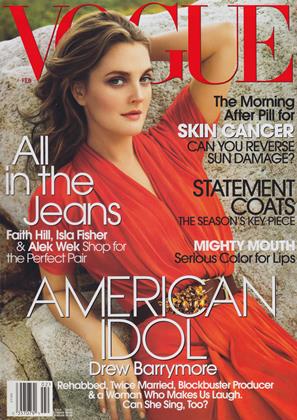 VOGUE
FEB
The Morning
After Pill for
SKIN CANCER
CAN YOU REVERSE
SUN DAMAGE?
All
in the
Jeans
Faith Hill, Isla Fisher
& Alek Wek Shop for
the Perfect Pair
STATEMENT
COATS
THE SEASON'S KEY PIECE
MIGHTY MOUTH
Serious Color for Lips
AMERICAN
IDOL
Drew Barrymore
Rehabbed, Twice Married, Blockbuster Producer
& a Woman Who Makes Us Laugh.
Can She Sing, Too?